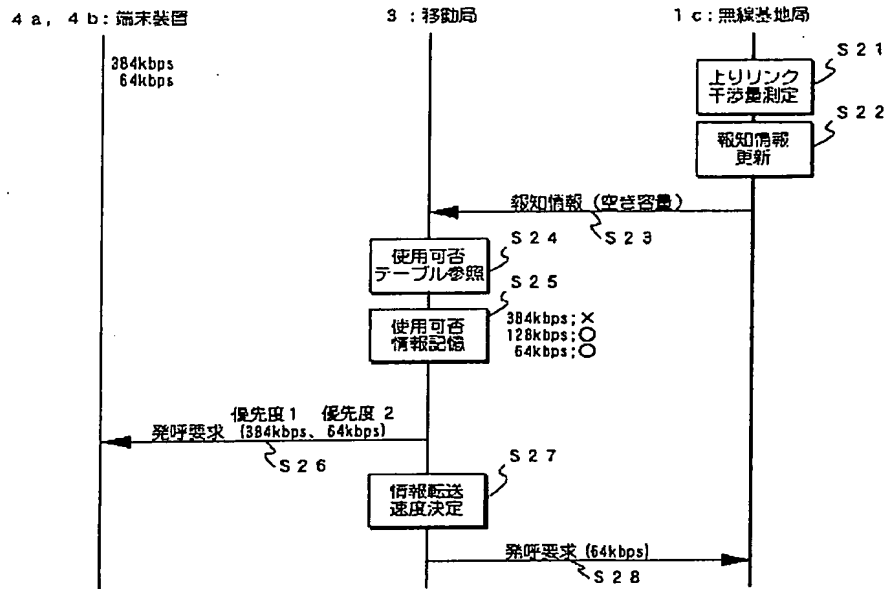 4a, 4b:端末装置
3:移動局
1c:無線基地局
384kbps
64kbps
上りリンク
干渉量測定
S21
報知情報
更新
S22
報知情報(空き容量)
S23
使用可否
テーブル参照
S24
使用可否
情報記憶
S25
384kbps;×
128kbps;○
64kbps;○
優先度1 優先度2
発呼要求 (384kbps、64kbps)
S26
情報転送
速度決定
S27
発呼要求 (64kbps)
S28